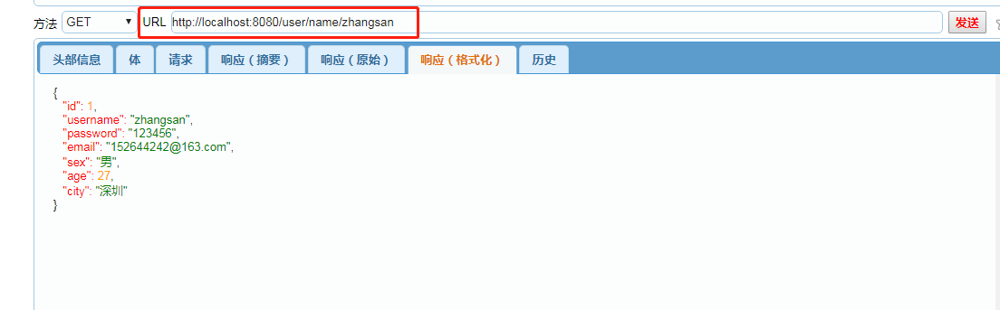 方法 GET URL http://localhost:8080/user/name/zhangsan 发送
头部信息 体 请求 响应（摘要） 响应（原始） 响应（格式化） 历史
{
"id": 1,
"username": "zhangsan",
"password": "123456",
"email": "152644242@163.com",
"sex": "男",
"age": 27,
"city": "深圳"
}